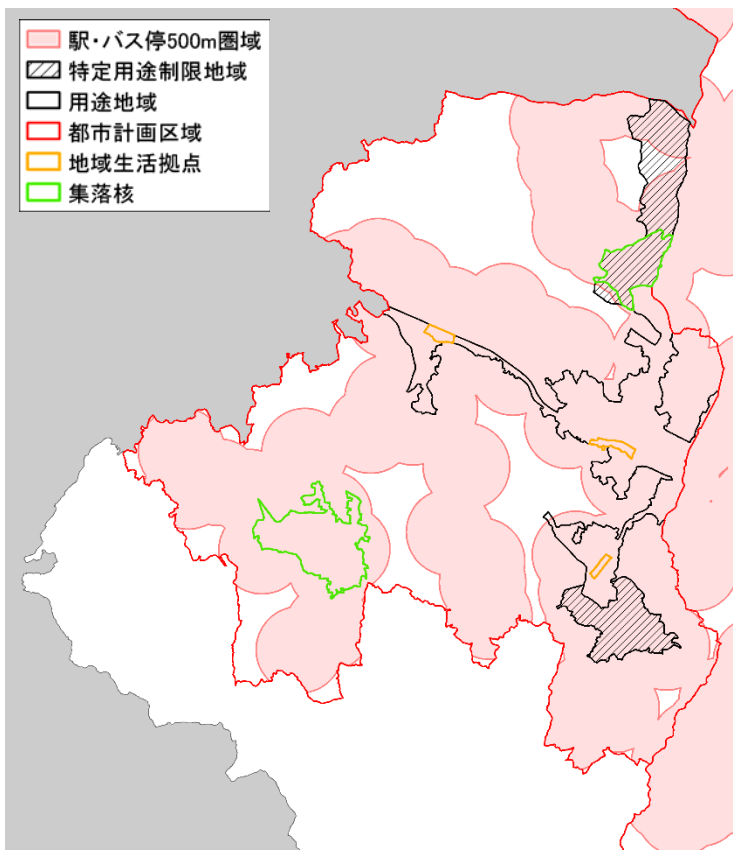 駅・バス停500m圏域
特定用途制限地域
用途地域
都市計画区域
地域生活拠点
集落核